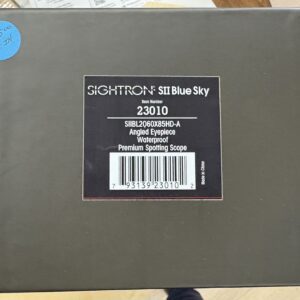 SIGHTRON® SII Blue Sky
Item Number
23010
SIIBL2060X85HD-A
Angled Eyepiece
Waterproof
Premium Spotting Scope
7 93139 23010 2
Made in China